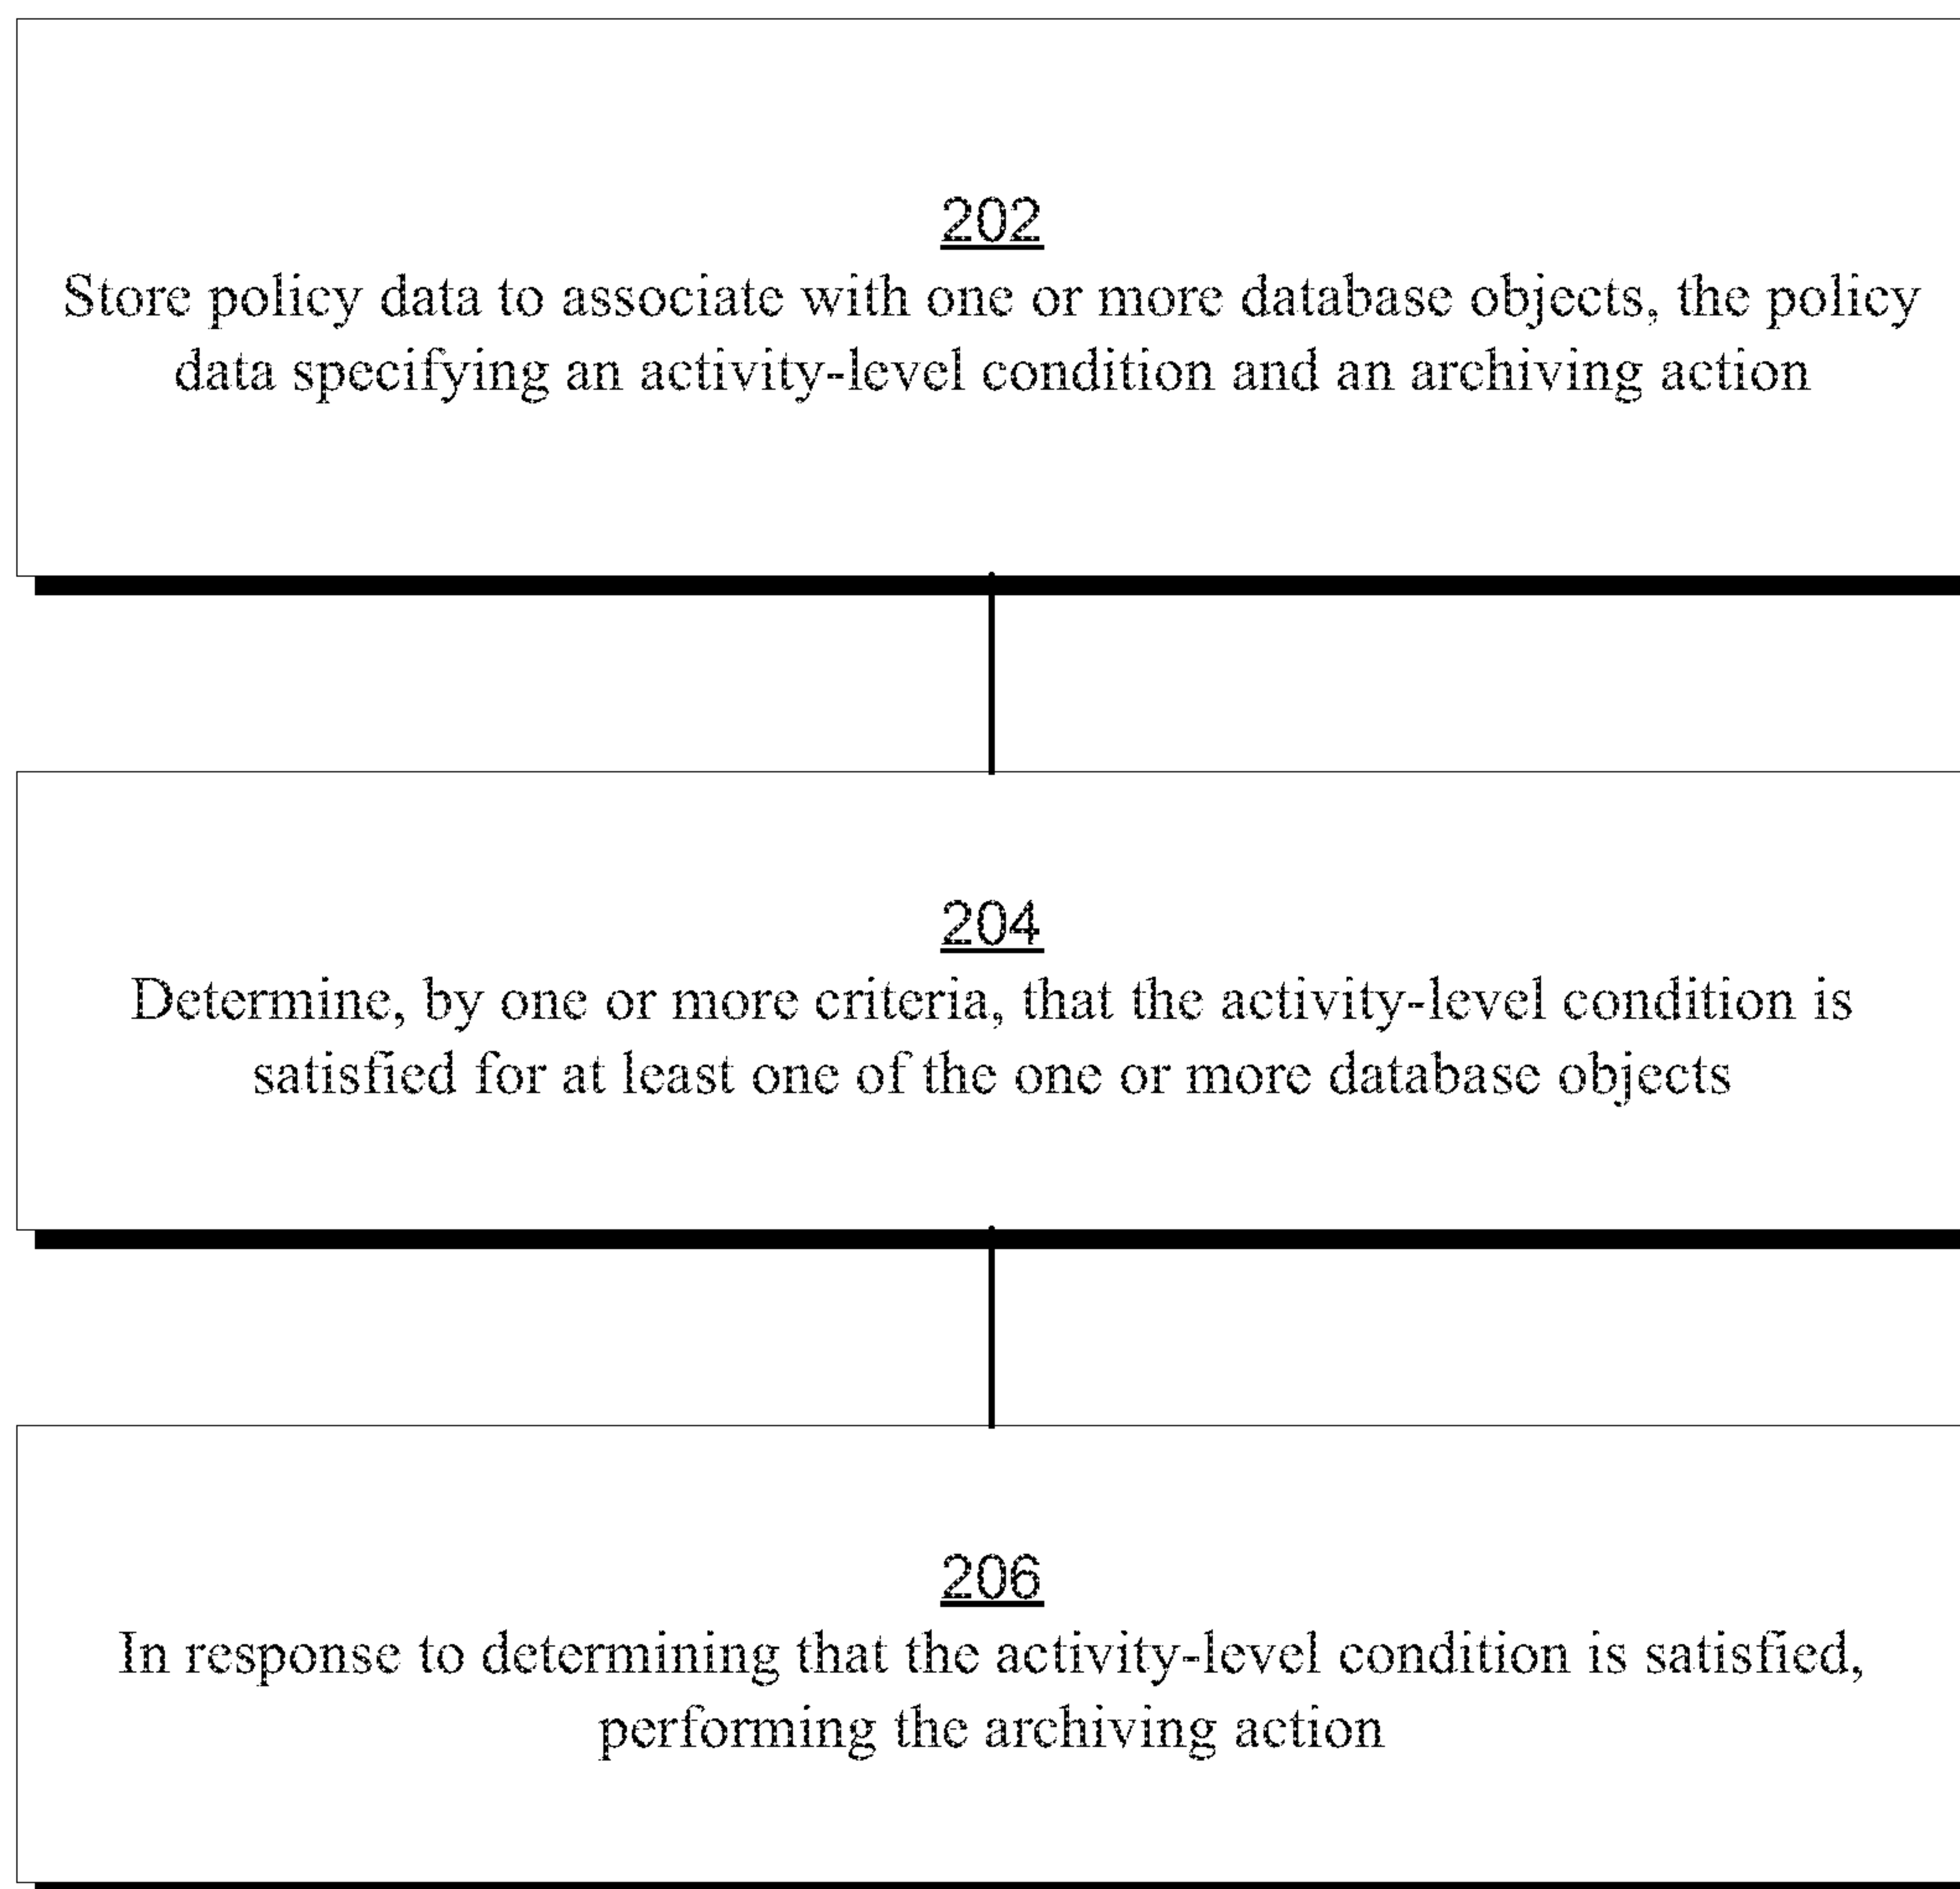 202
Store policy data to associate with one or more database objects, the policy
data specifying an activity-level condition and an archiving action
204
Determine, by one or more criteria, that the activity-level condition is
satisfied for at least one of the one or more database objects
206
In response to determining that the activity-level condition is satisfied,
performing the archiving action